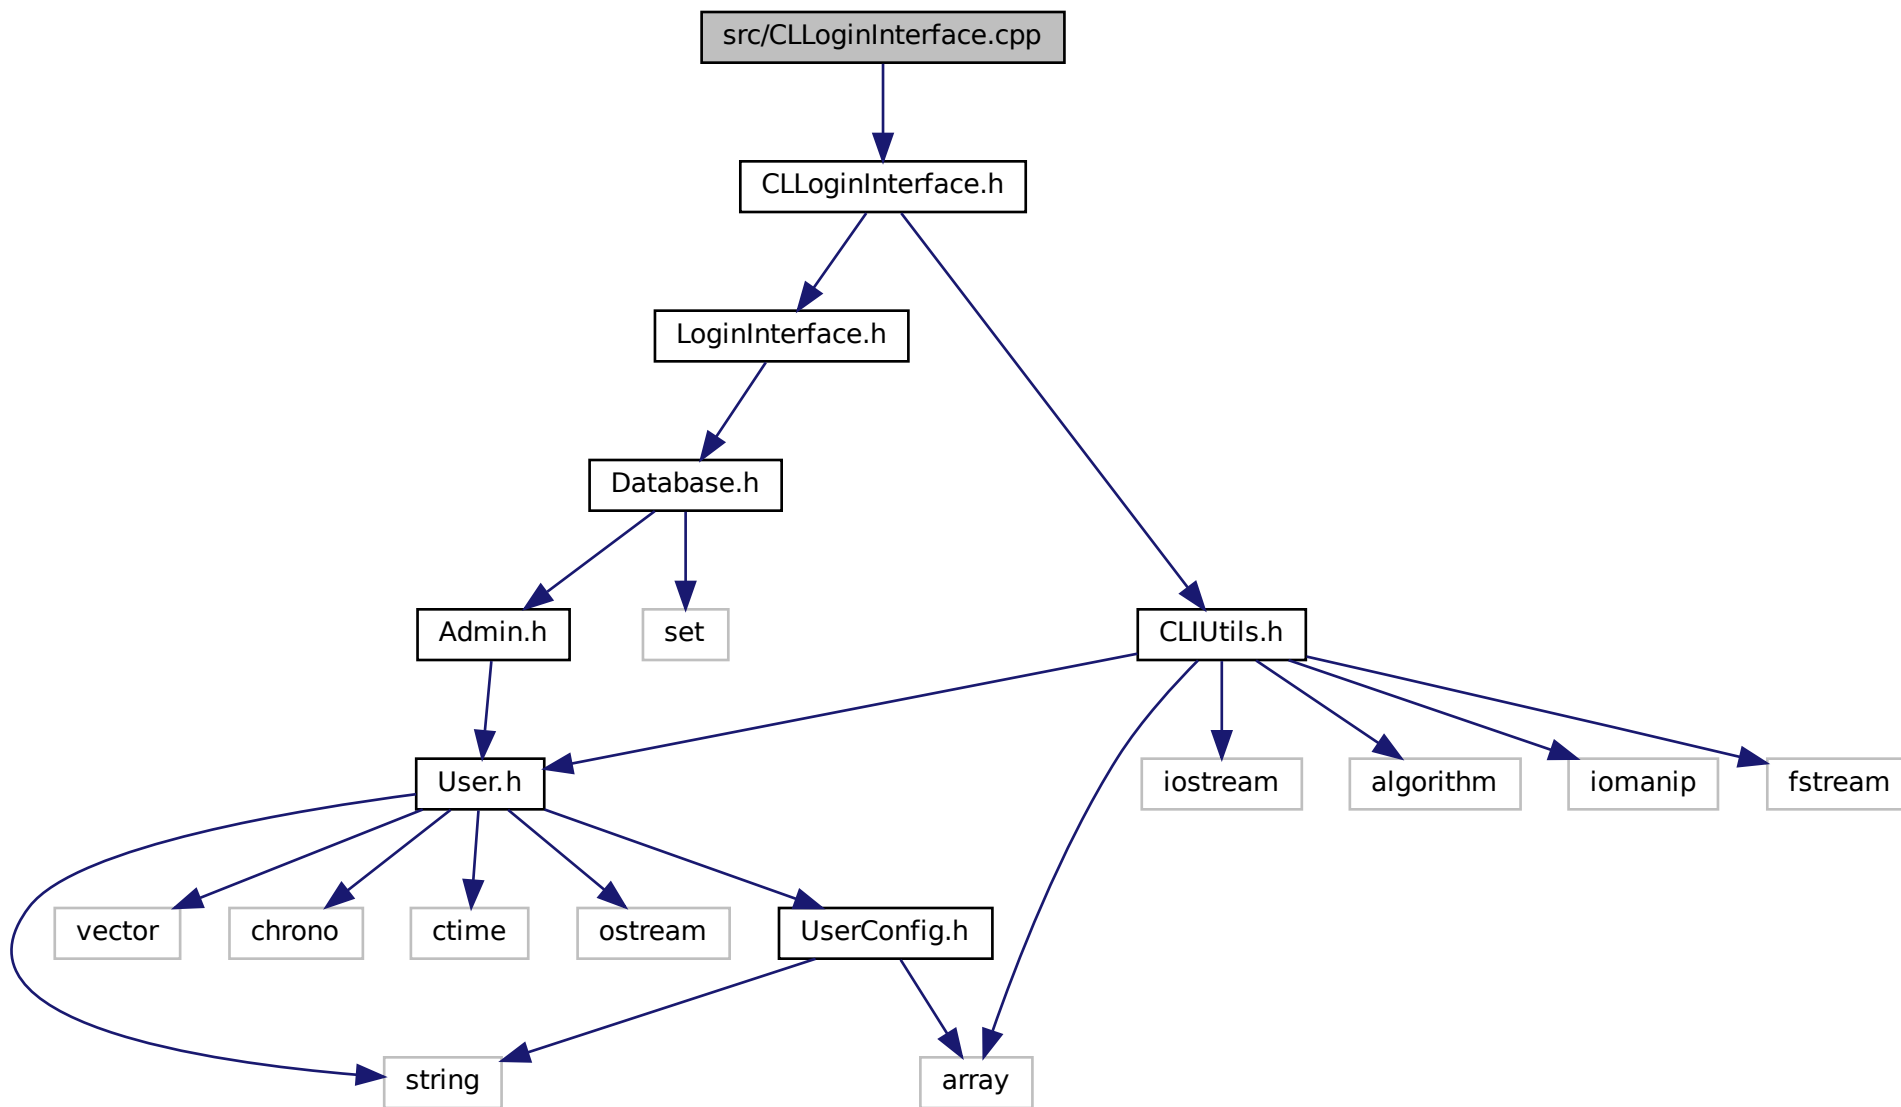 src/CLLoginInterface.cpp
CLLoginInterface.h
LoginInterface.h
Database.h
Admin.h
set
CLIUtils.h
User.h
iostream
algorithm
iomanip
fstream
vector
chrono
ctime
ostream
UserConfig.h
string
array